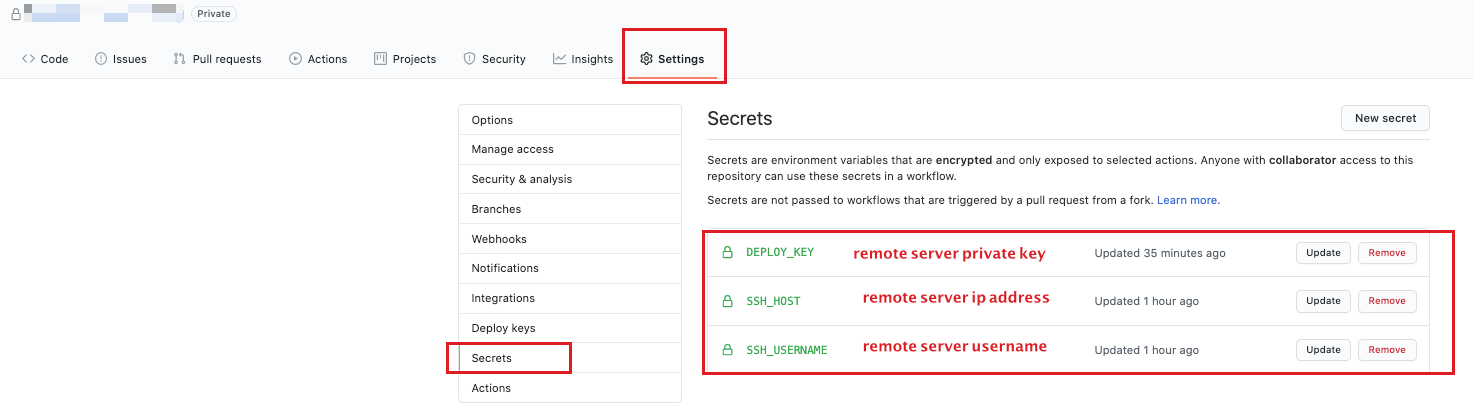 Private
Code Issues Pull requests Actions Projects Security Insights Settings
Options
Manage access
Security & analysis
Branches
Webhooks
Notifications
Integrations
Deploy keys
Secrets
Actions
Secrets New secret
Secrets are environment variables that are encrypted and only exposed to selected actions. Anyone with collaborator access to this
repository can use these secrets in a workflow.
Secrets are not passed to workflows that are triggered by a pull request from a fork. Learn more.
DEPLOY_KEY remote server private key Updated 35 minutes ago Update Remove
SSH_HOST remote server ip address Updated 1 hour ago Update Remove
SSH_USERNAME remote server username Updated 1 hour ago Update Remove